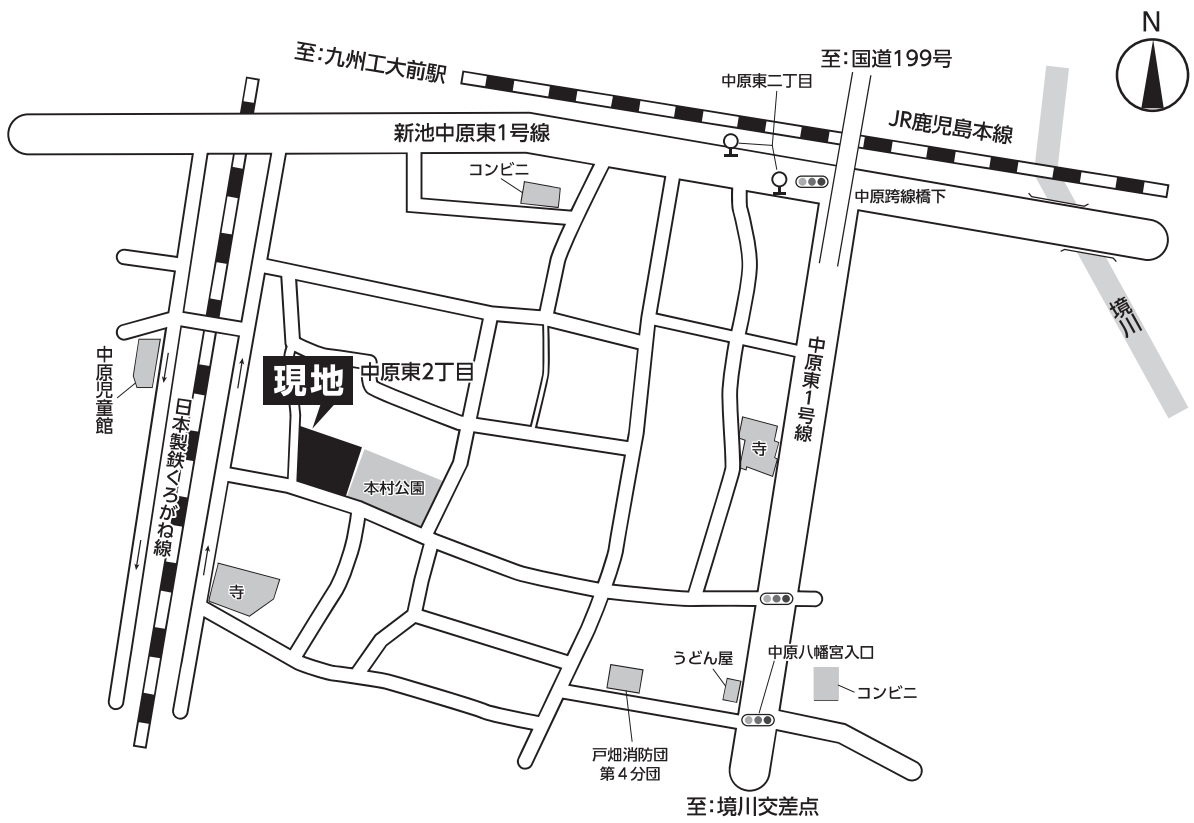 N
至：九州工大前駅
至：国道199号
中原東二丁目
JR鹿児島本線
新池中原東1号線
コンビニ
中原跨線橋下
境川
中原東1号線
中原児童館
中原東2丁目
現地
日本製鉄くろがね線
寺
本村公園
寺
うどん屋
中原八幡宮入口
コンビニ
戸畑消防団
第4分団
至：境川交差点